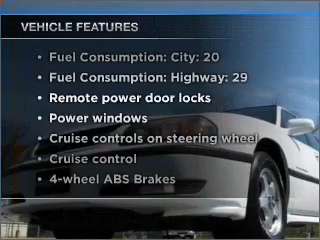 VEHICLE FEATURES
• Fuel Consumption: City: 20
• Fuel Consumption: Highway: 29
• Remote power door locks
• Power windows
• Cruise controls on steering wheel
• Cruise control
• 4-wheel ABS Brakes